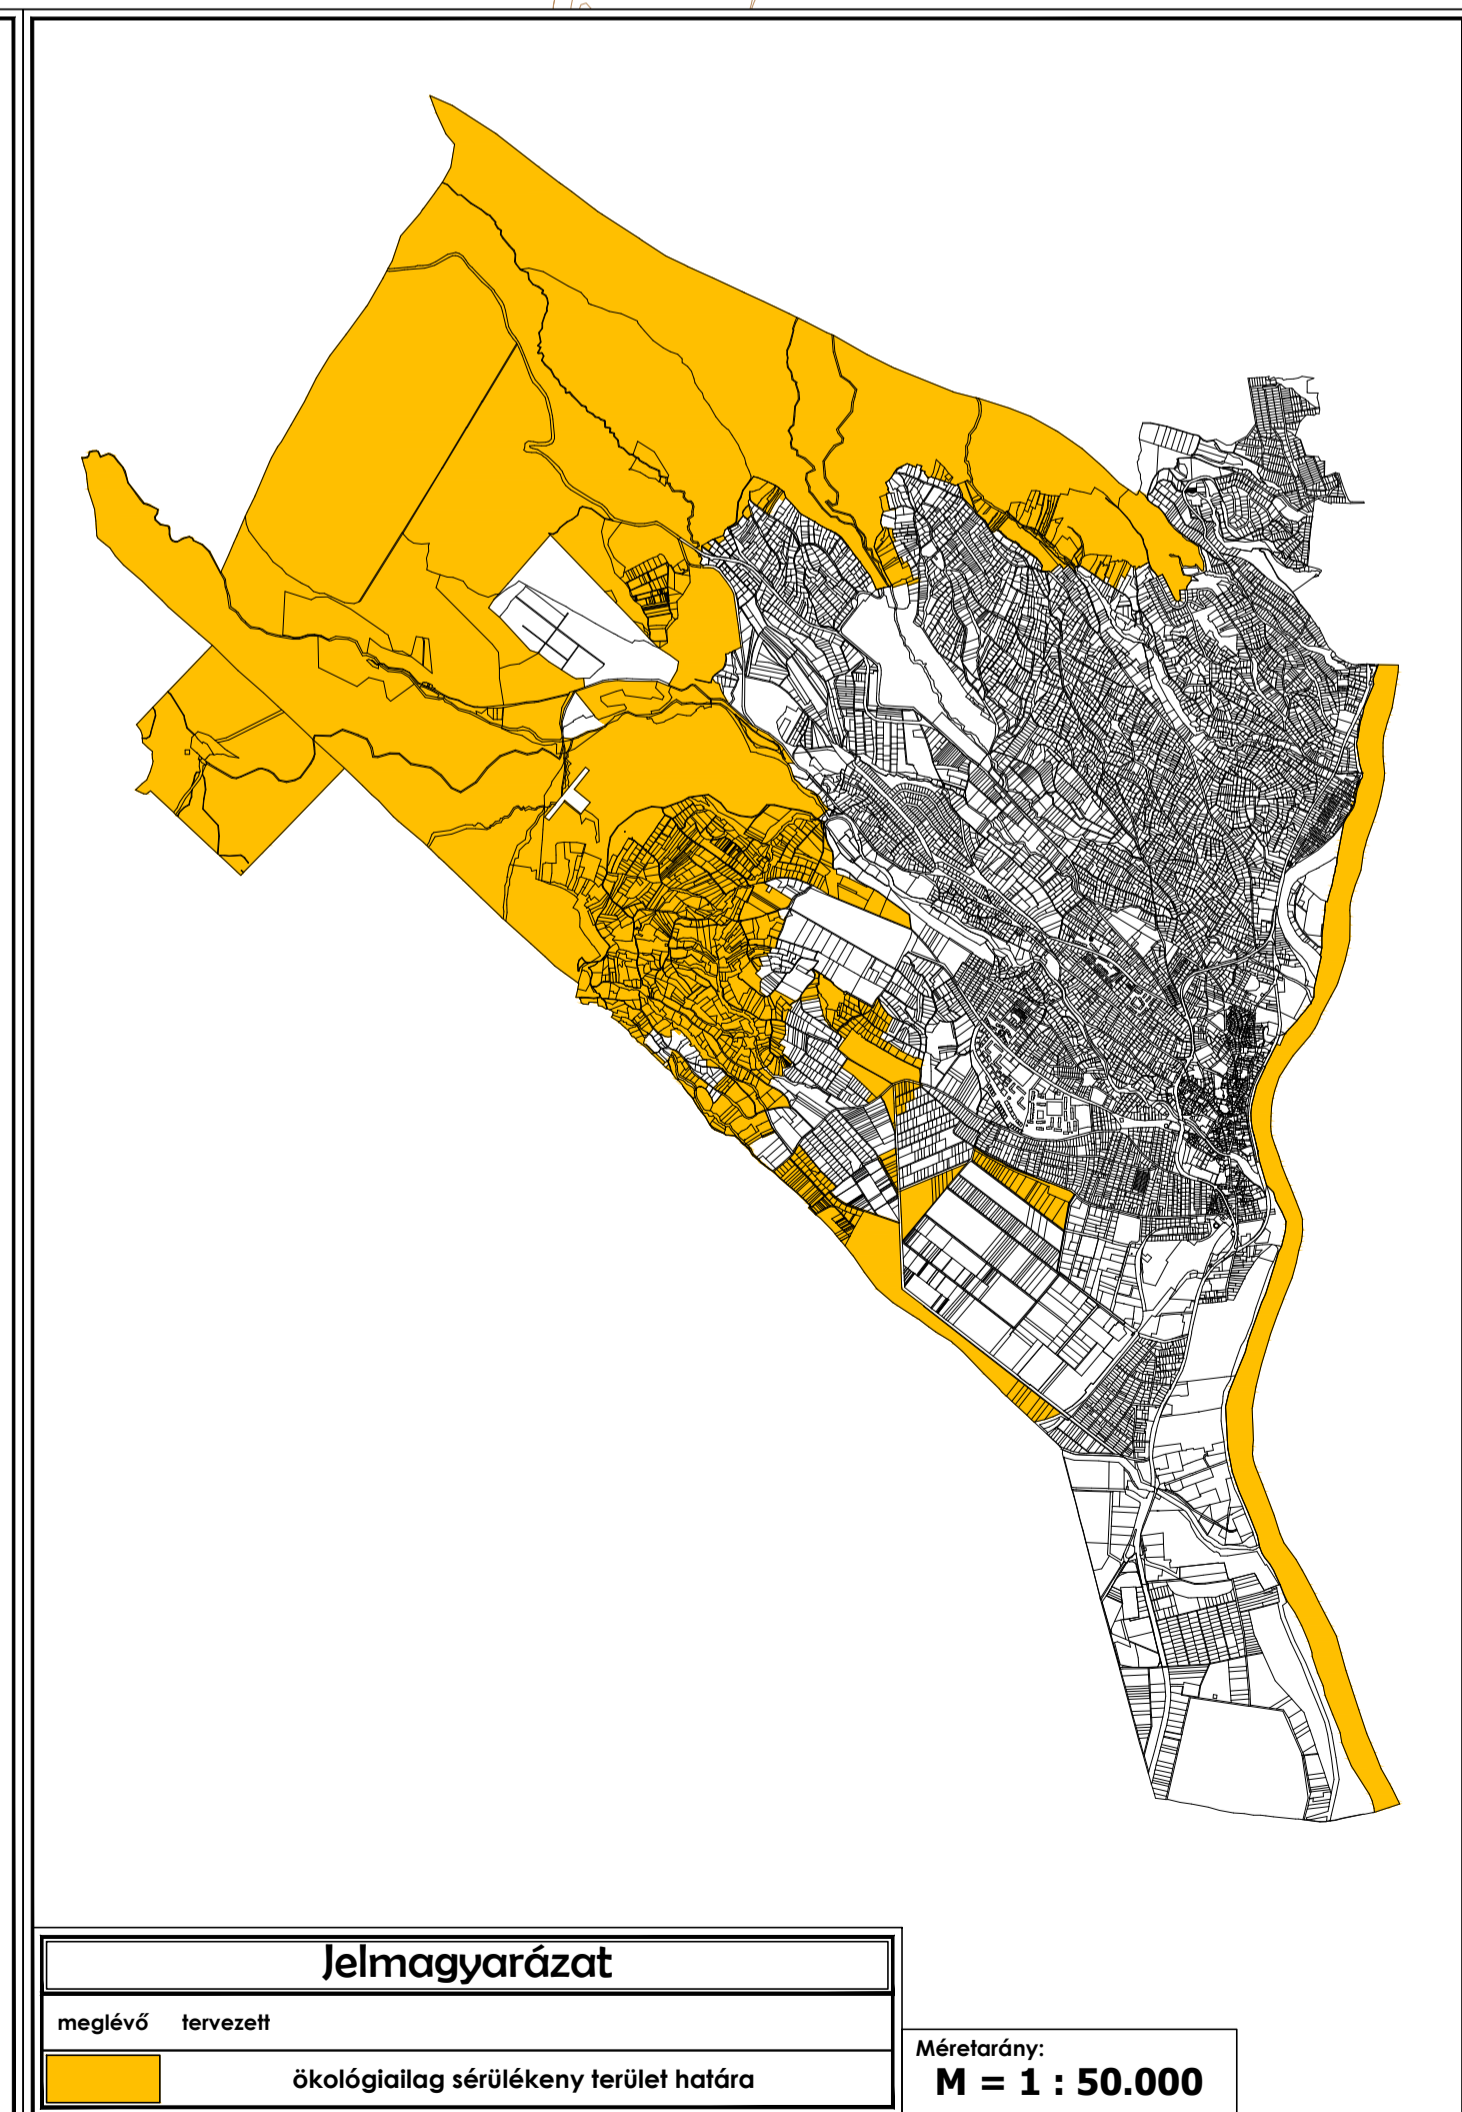 Jelmagyarázat
meglévő tervezett
ökológiailag sérülékeny terület határa
Méretarány:
M = 1 : 50.000